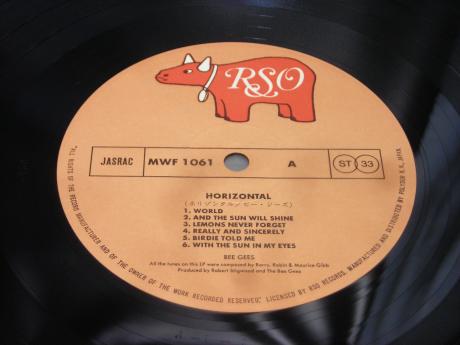 RSO
JASRAC
MWF 1061
A
ST 33
HORIZONTAL
(ホリゾンタル/ビー・ジーズ)
1. WORLD
2. AND THE SUN WILL SHINE
3. LEMONS NEVER FORGET
4. REALLY AND SINCERELY
5. BIRDIE TOLD ME
6. WITH THE SUN IN MY EYES
BEE GEES
All the tunes on this LP were composed by Barry, Robin & Maurice Gibb
Produced by Robert Stigwood and The Bee Gees
"ALL RIGHTS OF THE RECORD MANUFACTURER AND OF THE OWNER OF THE WORK RECORDED RESERVED." LICENSED BY RSO RECORDS, MANUFACTURED AND DISTRIBUTED BY POLYDOR K.K., JAPAN